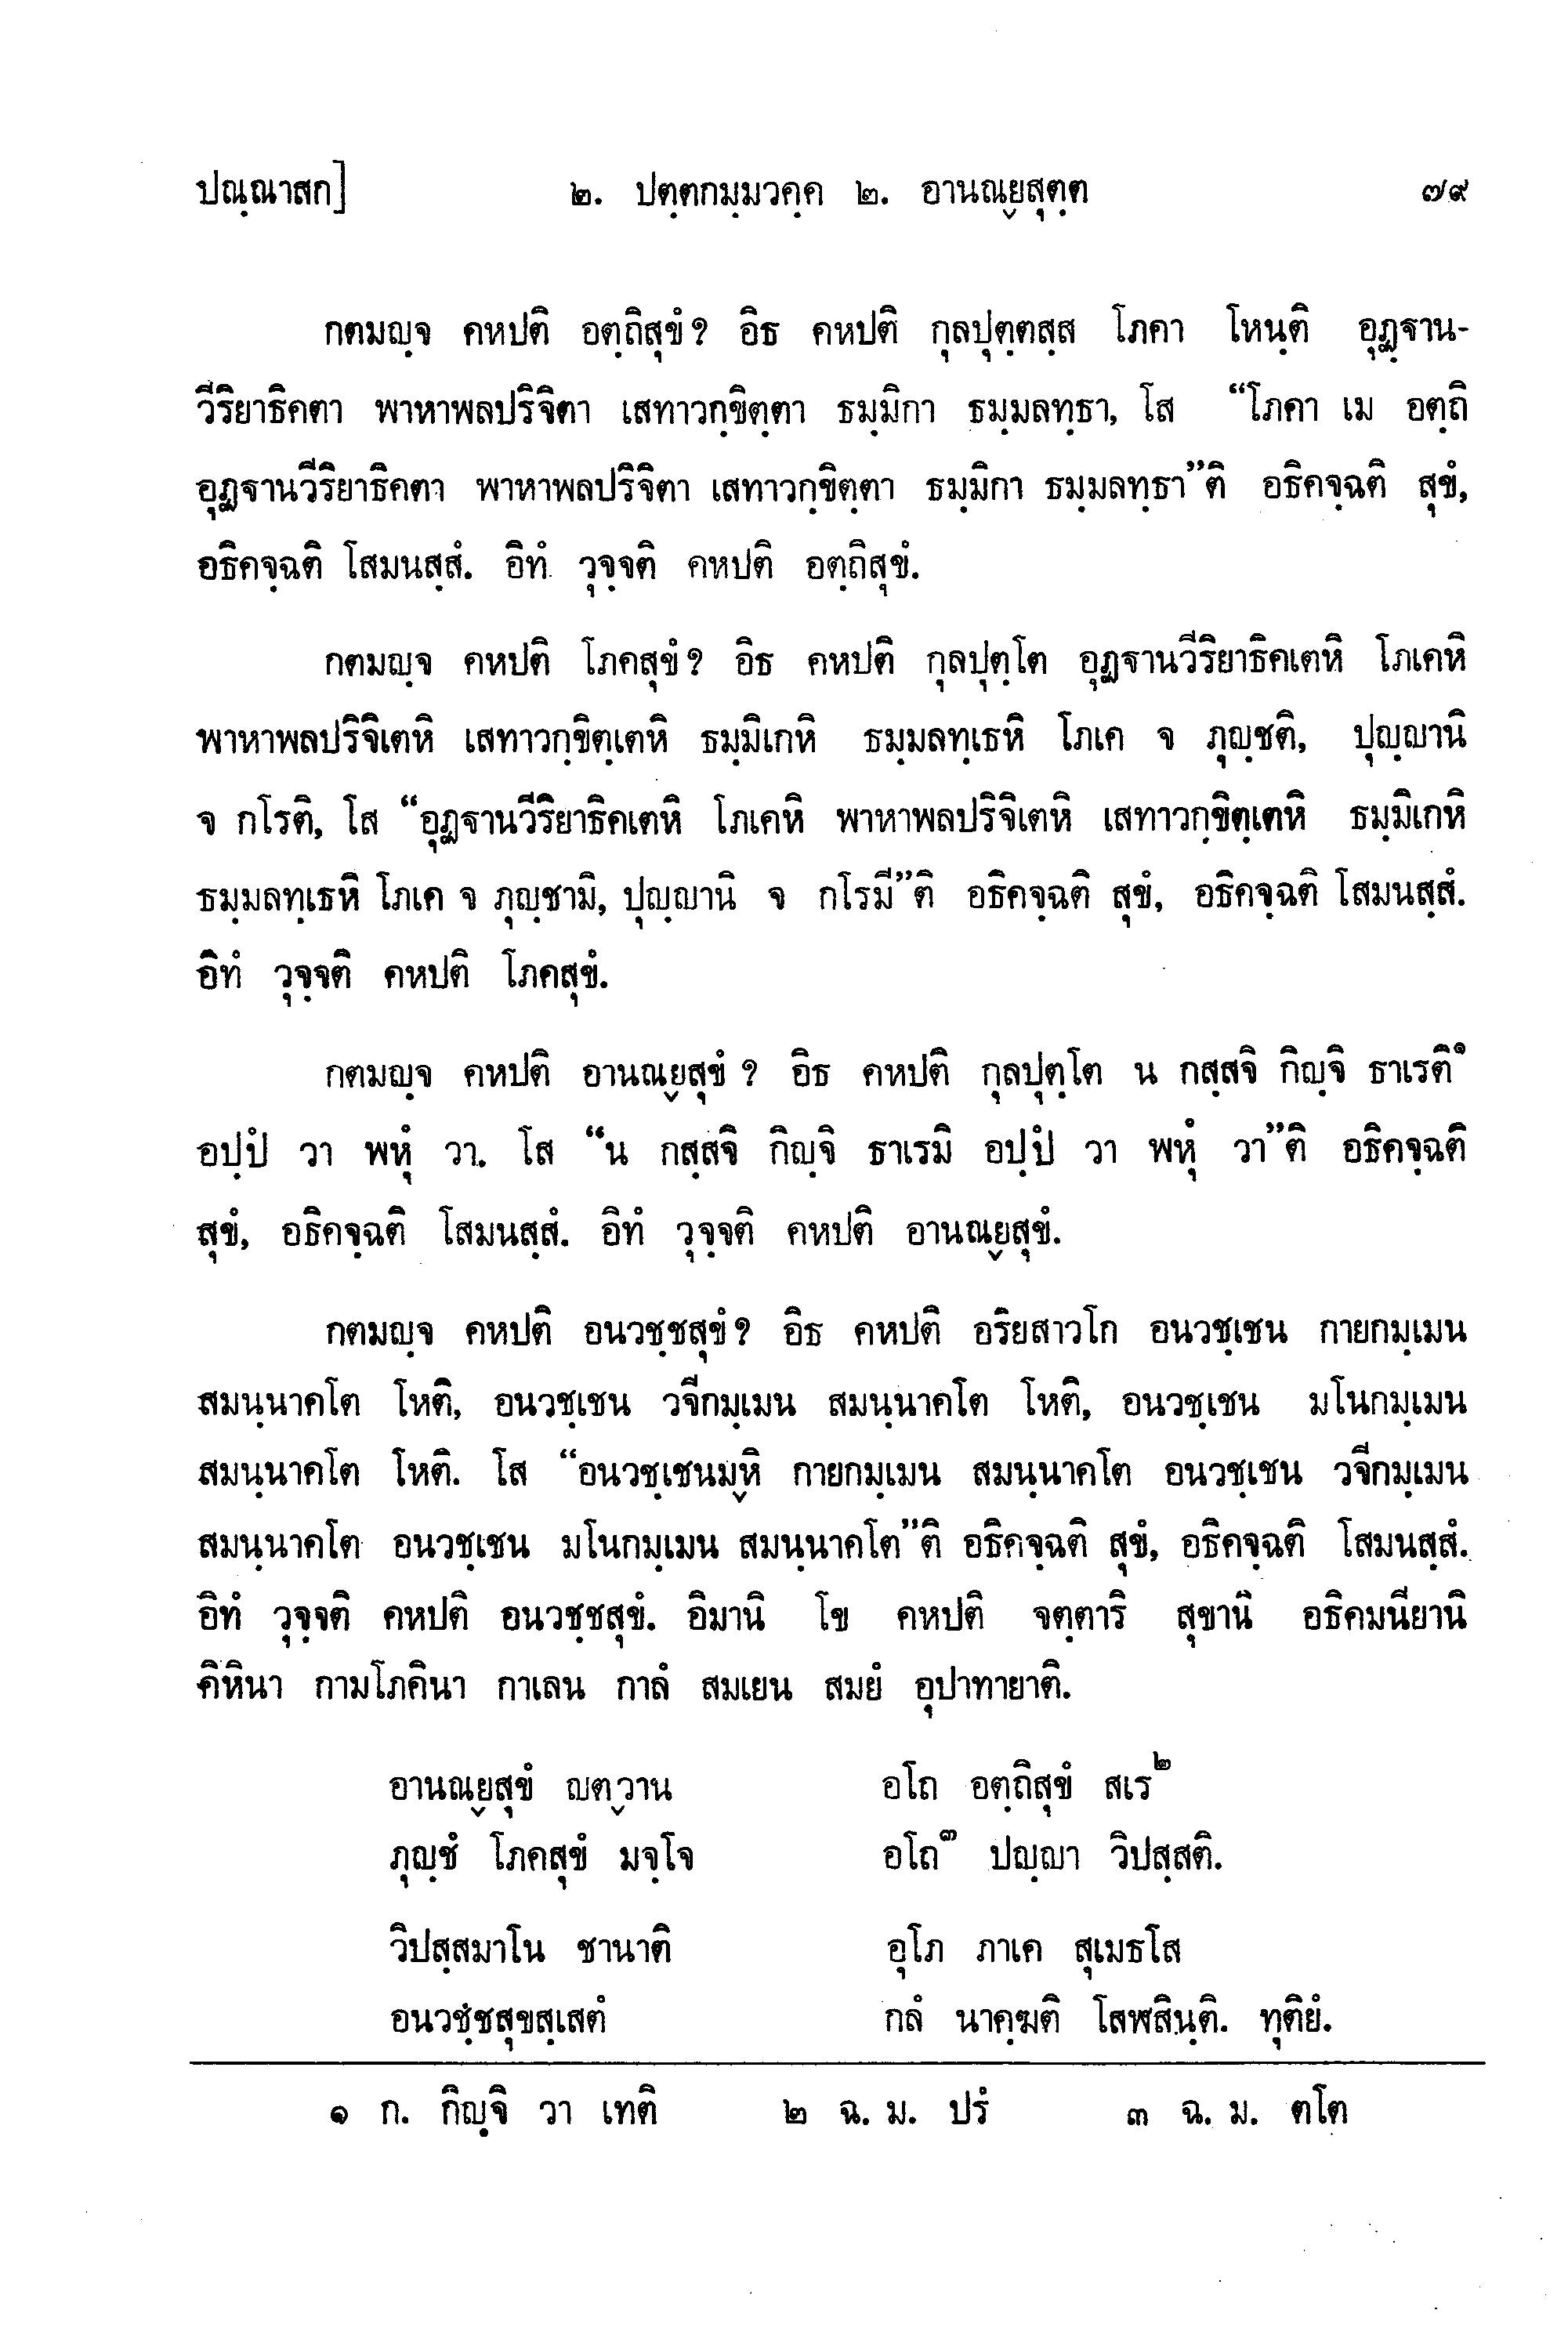 ปณฺณาสก] ๒. ปตฺตกมฺมวคฺค ๒. อานณฺยสุตฺต ๗๙
กตมญฺจ คหปติ อตฺถิสุขํ? อิธ คหปติ กุลปุตฺตสฺส โภคา โหนฺติ อุฏฺฐาน-
วีริยาธิคตา พาหาพลปริจิตา เสทาวกฺขิตฺตา ธมฺมิกา ธมฺมลทฺธา, โส “โภคา เม อตฺถิ
อุฏฺฐานวีริยาธิคตา พาหาพลปริจิตา เสทาวกฺขิตฺตา ธมฺมิกา ธมฺมลทฺธา”ติ อธิคจฺฉติ สุขํ,
อธิคจฺฉติ โสมนสฺสํ. อิทํ วุจฺจติ คหปติ อตฺถิสุขํ.
กตมญฺจ คหปติ โภคสุขํ? อิธ คหปติ กุลปุตฺโต อุฏฺฐานวีริยาธิคเตหิ โภเคหิ
พาหาพลปริจิเตหิ เสทาวกฺขิตฺเตหิ ธมฺมิเกหิ ธมฺมลทฺเธหิ โภเค จ ภุญฺชติ, ปุญฺญานิ
จ กโรติ, โส “อุฏฺฐานวีริยาธิคเตหิ โภเคหิ พาหาพลปริจิเตหิ เสทาวกฺขิตฺเตหิ ธมฺมิเกหิ
ธมฺมลทฺเธหิ โภเค จ ภุญฺชามิ, ปุญฺญานิ จ กโรมี”ติ อธิคจฺฉติ สุขํ, อธิคจฺฉติ โสมนสฺสํ.
อิทํ วุจฺจติ คหปติ โภคสุขํ.
กตมญฺจ คหปติ อานณฺยสุขํ? อิธ คหปติ กุลปุตฺโต น กสฺสจิ กิญฺจิ ธาเรติ๑
อปฺปํ วา พหุํ วา. โส “น กสฺสจิ กิญฺจิ ธาเรมิ อปฺปํ วา พหุํ วา”ติ อธิคจฺฉติ
สุขํ, อธิคจฺฉติ โสมนสฺสํ. อิทํ วุจฺจติ คหปติ อานณฺยสุขํ.
กตมญฺจ คหปติ อนวชฺชสุขํ? อิธ คหปติ อริยสาวโก อนวชฺเชน กายกมฺเมน
สมนฺนาคโต โหติ, อนวชฺเชน วจีกมฺเมน สมนฺนาคโต โหติ, อนวชฺเชน มโนกมฺเมน
สมนฺนาคโต โหติ. โส “อนวชฺเชนมฺหิ กายกมฺเมน สมนฺนาคโต อนวชฺเชน วจีกมฺเมน
สมนฺนาคโต อนวชฺเชน มโนกมฺเมน สมนฺนาคโต”ติ อธิคจฺฉติ สุขํ, อธิคจฺฉติ โสมนสฺสํ.
อิทํ วุจฺจติ คหปติ อนวชฺชสุขํ. อิมานิ โข คหปติ จตฺตาริ สุขานิ อธิคมนียานิ
คิหินา กามโภคินา กาเลน กาลํ สมเยน สมยํ อุปาทายาติ.
อานณฺยสุขํ ญตฺวาน อโถ อตฺถิสุขํ สเร๒
ภุญฺชํ โภคสุขํ มจฺโจ อโถ๓ ปญฺญา วิปสฺสติ.
วิปสฺสมาโน ชานาติ อุโภ ภาเค สุเมธโส
อนวชฺชสุขสฺเสตํ กลํ นาคฺฆติ โสฬสินฺติ. ทุติยํ.
๑ ก. กิญฺจิ วา เทติ ๒ ฉ. ม. ปรํ ๓ ฉ. ม. ตโต